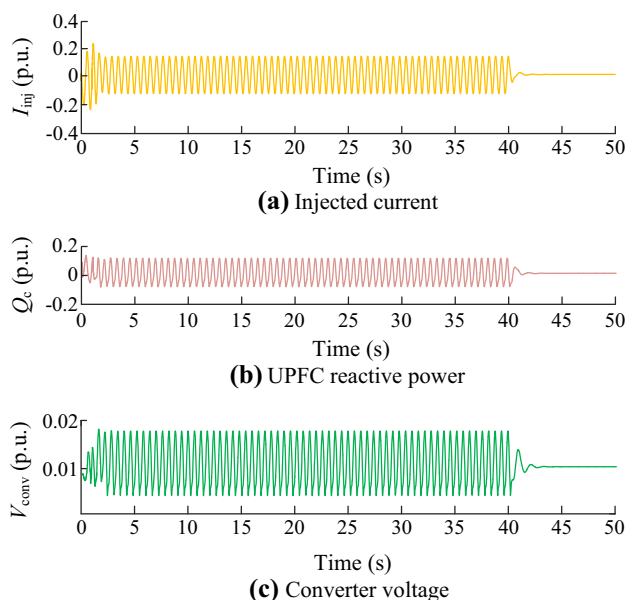 0.4
0.2
0
-0.2
-0.4
I_inj (p.u.)
0 5 10 15 20 25 30 35 40 45 50
Time (s)
(a) Injected current
0.2
0
-0.2
Q_c (p.u.)
0 5 10 15 20 25 30 35 40 45 50
Time (s)
(b) UPFC reactive power
0.02
0.01
V_conv (p.u.)
0 5 10 15 20 25 30 35 40 45 50
Time (s)
(c) Converter voltage